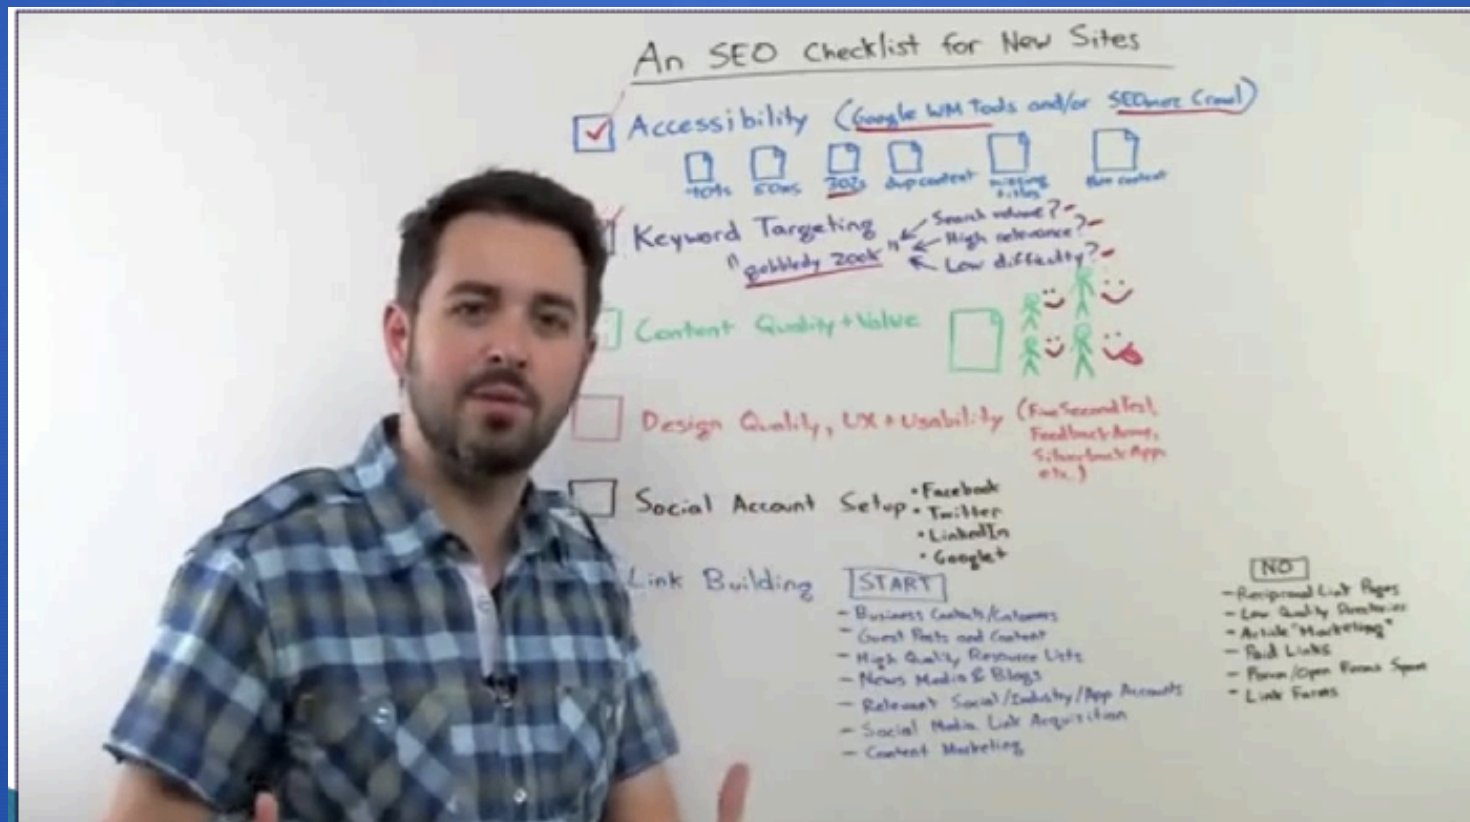 An SEO Checklist for New Sites
Accessibility (Google WM Tools and/or SEOmoz Crawl)
404s 500s 302s dup content missing titles thin content
Keyword Targeting
"gobbledy gook"
Search volume?
High relevance?
Low difficulty?
Content Quality + Value
Design Quality, UX + Usability (Five Second Test,
Feedback Army,
Silverback App,
etc.)
Social Account Setup
• Facebook
• Twitter
• LinkedIn
• Google+
Link Building
START
- Business Contacts/Customers
- Guest Posts and Content
- High Quality Resource Lists
- News Media & Blogs
- Relevant Social/Industry/App Accounts
- Social Media Link Acquisition
- Content Marketing
NO
- Reciprocal Link Pages
- Low Quality Directories
- Article "Marketing"
- Paid Links
- Forum/Open Forms Spam
- Link Farms